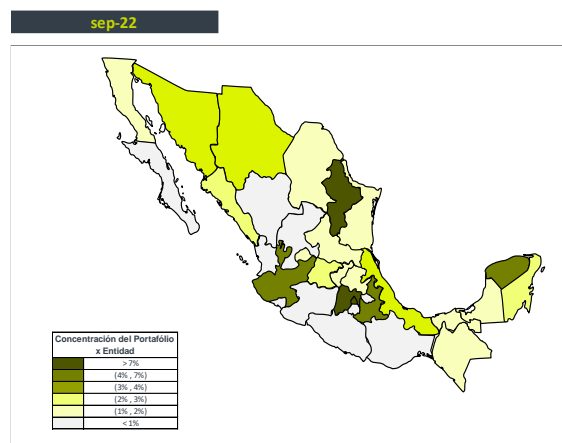 sep-22
Concentración del Portafólio
x Entidad
>7%
(4% , 7%)
(3% , 4%)
(2% , 3%)
(1% , 2%)
<1%